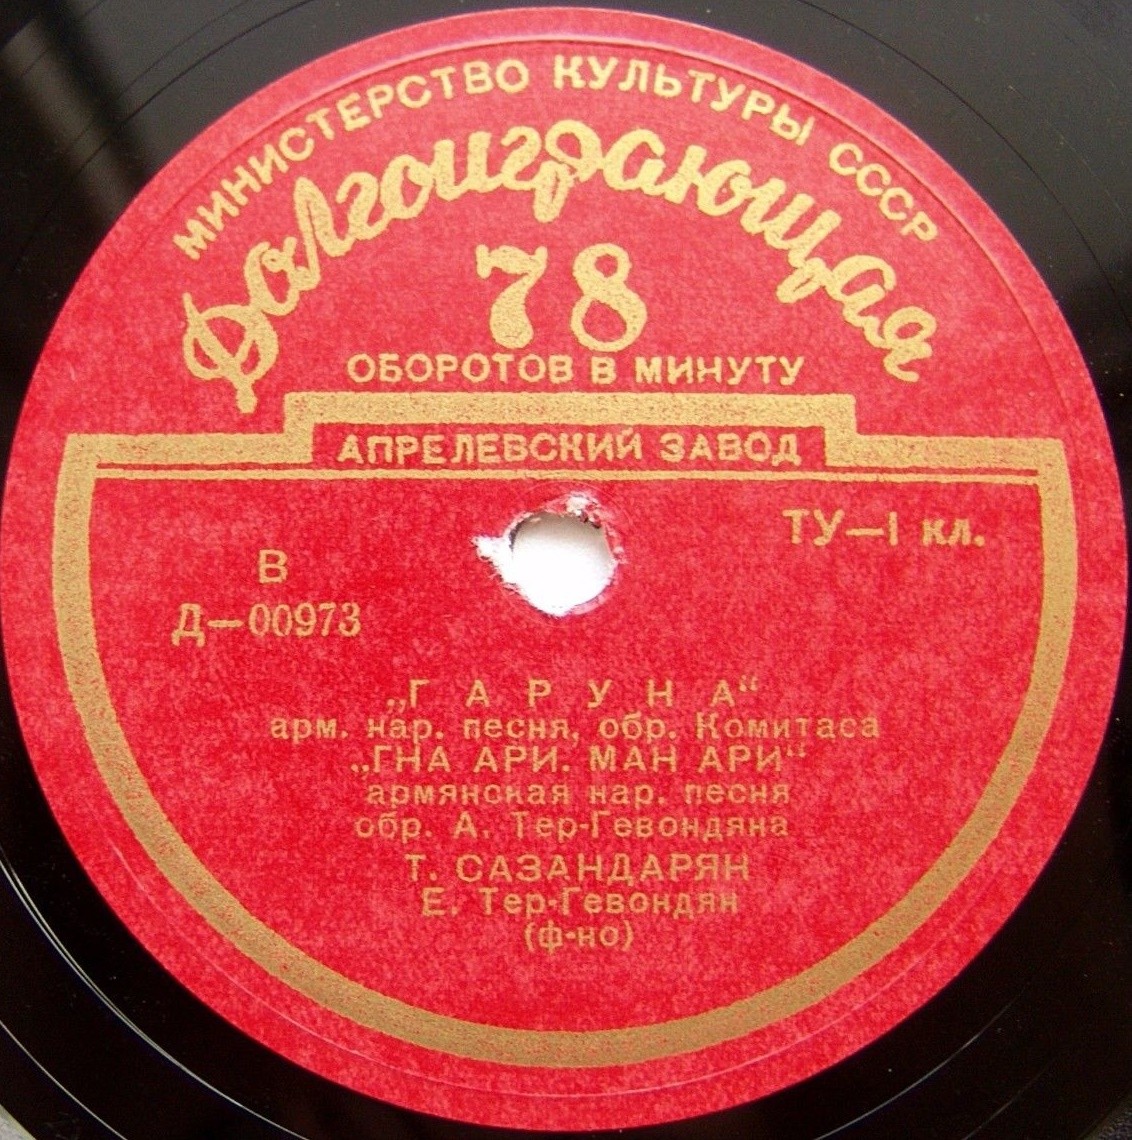 МИНИСТЕРСТВО КУЛЬТУРЫ СССР
Долгоиграющая
78
ОБОРОТОВ В МИНУТУ
АПРЕЛЕВСКИЙ ЗАВОД
ТУ—I кл.
В
Д—00973
„ГАРУНА“
арм. нар. песня, обр. Комитаса
„ГНА АРИ. МАН АРИ“
армянская нар. песня
обр. А. Тер-Гевондяна
Т. САЗАНДАРЯН
Е. Тер-Гевондян
(ф-но)